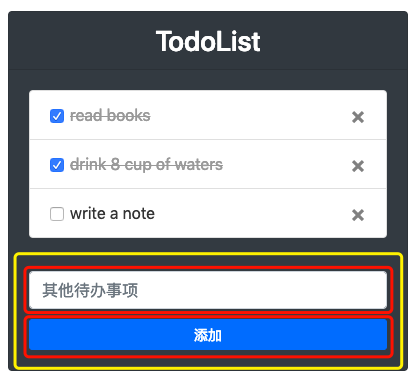 TodoList
read books
drink 8 cup of waters
write a note
其他待办事项
添加